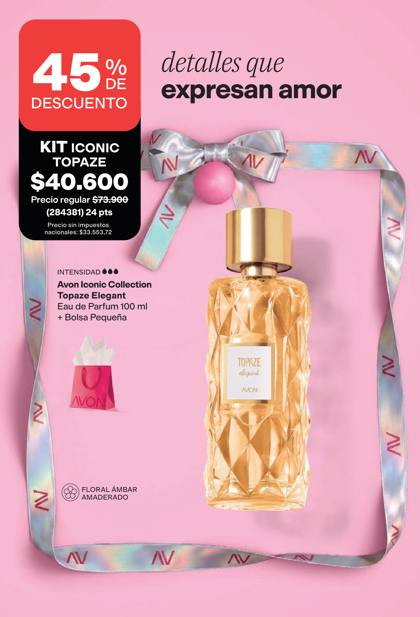 45%
DE
DESCUENTO
detalles que
expresan amor
KIT ICONIC
TOPAZE
$40.600
Precio regular $73.900
(284381) 24 pts
Precio sin impuestos
nacionales: $33.553,72
INTENSIDAD
Avon Iconic Collection
Topaze Elegant
Eau de Parfum 100 ml
+ Bolsa Pequeña
TOPAZE
elegant
AVON
AVON
FLORAL ÁMBAR
AMADERADO